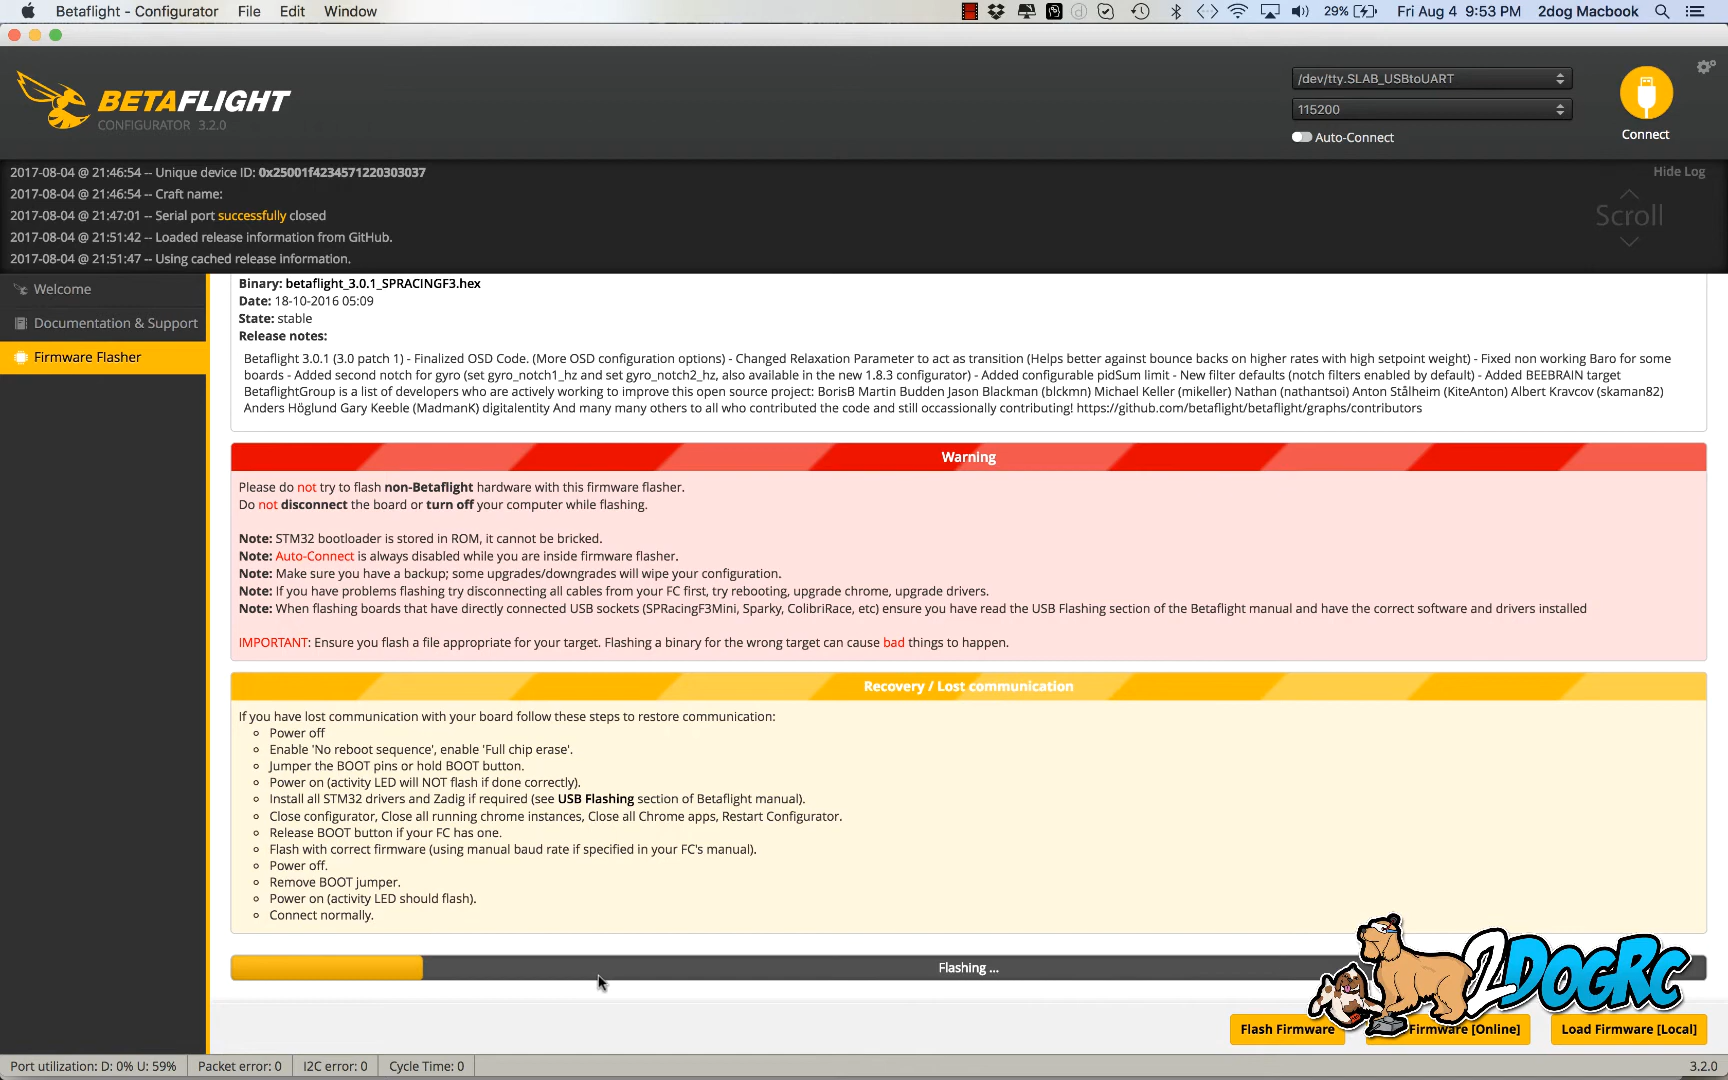 Betaflight - Configurator File Edit Window 29% Fri Aug 4 9:53 PM 2dog Macbook
BETAFLIGHT
CONFIGURATOR 3.2.0
/dev/tty.SLAB_USBtoUART
115200
Auto-Connect
Connect
2017-08-04 @ 21:46:54 -- Unique device ID: 0x25001f4234571220303037
Hide Log
2017-08-04 @ 21:46:54 -- Craft name:
2017-08-04 @ 21:47:01 -- Serial port successfully closed
Scroll
2017-08-04 @ 21:51:42 -- Loaded release information from GitHub.
2017-08-04 @ 21:51:47 -- Using cached release information.
Welcome
Documentation & Support
Firmware Flasher
Binary: betaflight_3.0.1_SPRACINGF3.hex
Date: 18-10-2016 05:09
State: stable
Release notes:
Betaflight 3.0.1 (3.0 patch 1) - Finalized OSD Code. (More OSD configuration options) - Changed Relaxation Parameter to act as transition (Helps better against bounce backs on higher rates with high setpoint weight) - Fixed non working Baro for some
boards - Added second notch for gyro (set gyro_notch1_hz and set gyro_notch2_hz, also available in the new 1.8.3 configurator) - Added configurable pidSum limit - New filter defaults (notch filters enabled by default) - Added BEEBRAIN target
BetaflightGroup is a list of developers who are actively working to improve this open source project: BorisB Martin Budden Jason Blackman (blckmn) Michael Keller (mikeller) Nathan (nathantsoi) Anton Stålheim (KiteAnton) Albert Kravcov (skaman82)
Anders Höglund Gary Keeble (MadmanK) digitalentity And many many others to all who contributed the code and still occassionally contributing! https://github.com/betaflight/betaflight/graphs/contributors
Warning
Please do not try to flash non-Betaflight hardware with this firmware flasher.
Do not disconnect the board or turn off your computer while flashing.
Note: STM32 bootloader is stored in ROM, it cannot be bricked.
Note: Auto-Connect is always disabled while you are inside firmware flasher.
Note: Make sure you have a backup; some upgrades/downgrades will wipe your configuration.
Note: If you have problems flashing try disconnecting all cables from your FC first, try rebooting, upgrade chrome, upgrade drivers.
Note: When flashing boards that have directly connected USB sockets (SPRacingF3Mini, Sparky, ColibriRace, etc) ensure you have read the USB Flashing section of the Betaflight manual and have the correct software and drivers installed
IMPORTANT: Ensure you flash a file appropriate for your target. Flashing a binary for the wrong target can cause bad things to happen.
Recovery / Lost communication
If you have lost communication with your board follow these steps to restore communication:
Power off
Enable 'No reboot sequence', enable 'Full chip erase'.
Jumper the BOOT pins or hold BOOT button.
Power on (activity LED will NOT flash if done correctly).
Install all STM32 drivers and Zadig if required (see USB Flashing section of Betaflight manual).
Close configurator, Close all running chrome instances, Close all Chrome apps, Restart Configurator.
Release BOOT button if your FC has one.
Flash with correct firmware (using manual baud rate if specified in your FC's manual).
Power off.
Remove BOOT jumper.
Power on (activity LED should flash).
Connect normally.
Flashing ...
2DOGRC
Flash Firmware Firmware [Online] Load Firmware [Local]
Port utilization: D: 0% U: 59% Packet error: 0 I2C error: 0 Cycle Time: 0 3.2.0